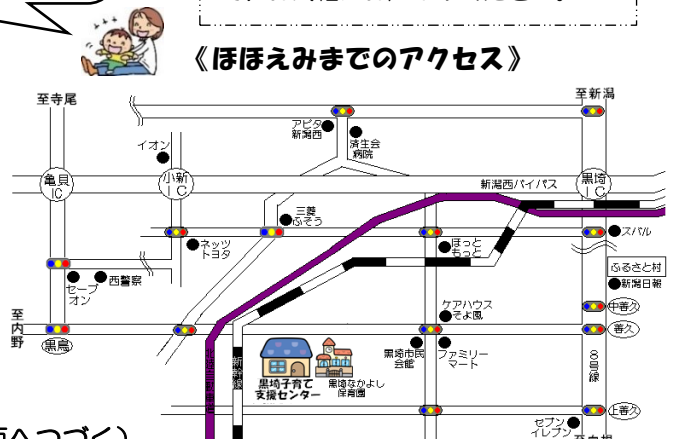 《ほほえみまでのアクセス》
至寺尾
至新潟
アピタ
新潟西
済生会
病院
イオン
亀貝
IC
小新
IC
新潟西バイパス
黒埼
IC
三菱
ふそう
ネッツ
トヨタ
ほっと
もっと
スバル
ふるさと村
新潟日報
セーブ
オン
西警察
至内野
黒鳥
ケアハウス
そよ風
中善久
善久
黒埼市民
会館
ファミリー
マート
8号線
新幹線
黒埼子育て
支援センター
黒埼なかよし
保育園
上善久
セブン
イレブン